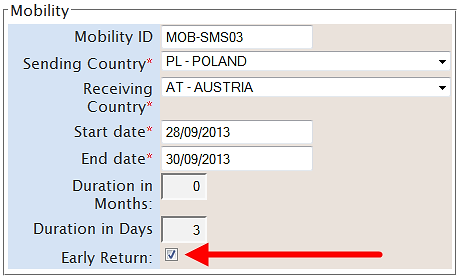 Mobility
Mobility ID MOB-SMS03
Sending Country* PL - POLAND
Receiving Country* AT - AUSTRIA
Start date* 28/09/2013
End date* 30/09/2013
Duration in Months: 0
Duration in Days 3
Early Return: